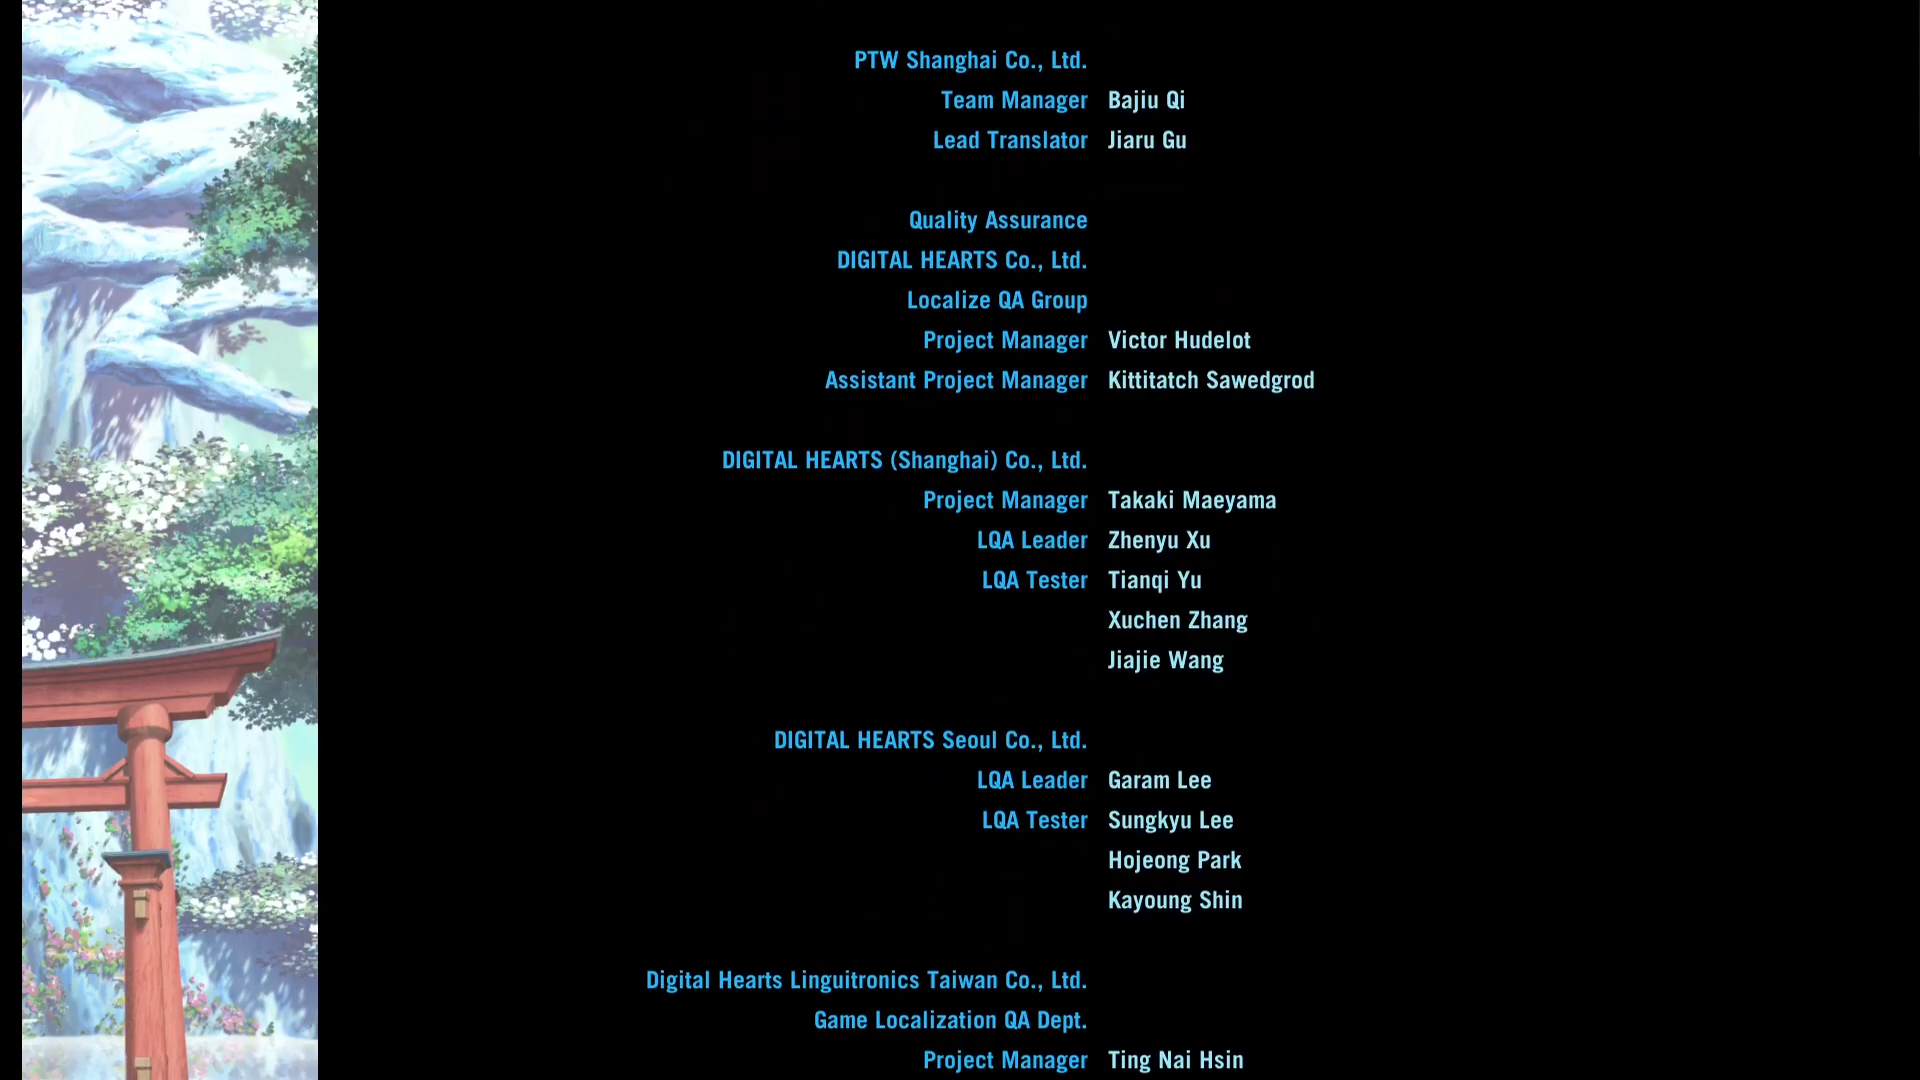 PTW Shanghai Co., Ltd.
Team Manager Bajiu Qi
Lead Translator Jiaru Gu
Quality Assurance
DIGITAL HEARTS Co., Ltd.
Localize QA Group
Project Manager Victor Hudelot
Assistant Project Manager Kittitatch Sawedgrod
DIGITAL HEARTS (Shanghai) Co., Ltd.
Project Manager Takaki Maeyama
LQA Leader Zhenyu Xu
LQA Tester Tianqi Yu
Xuchen Zhang
Jiajie Wang
DIGITAL HEARTS Seoul Co., Ltd.
LQA Leader Garam Lee
LQA Tester Sungkyu Lee
Hojeong Park
Kayoung Shin
Digital Hearts Linguitronics Taiwan Co., Ltd.
Game Localization QA Dept.
Project Manager Ting Nai Hsin